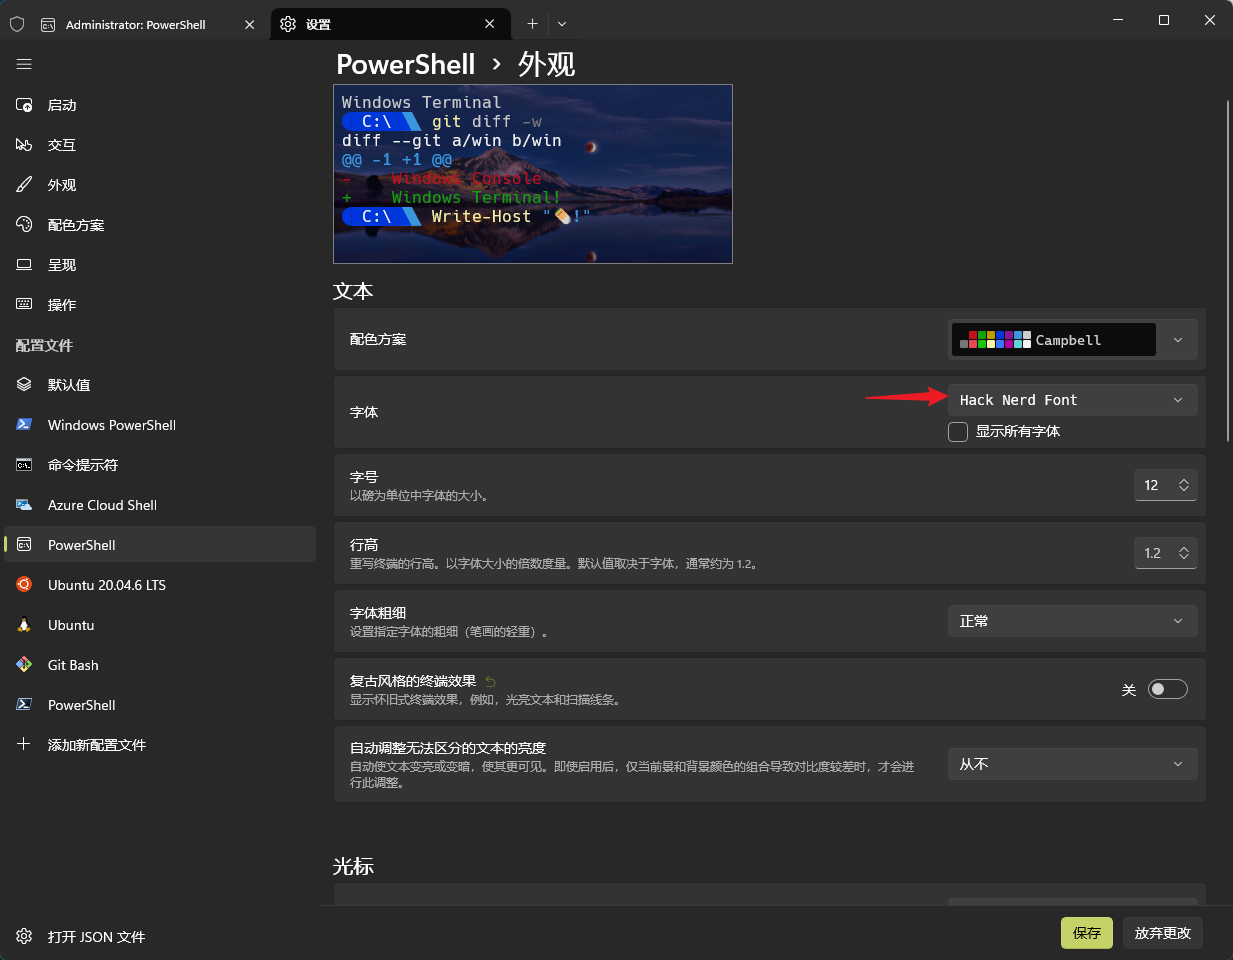 Administrator: PowerShell
设置
启动
交互
外观
配色方案
呈现
操作
配置文件
默认值
Windows PowerShell
命令提示符
Azure Cloud Shell
PowerShell
Ubuntu 20.04.6 LTS
Ubuntu
Git Bash
PowerShell
添加新配置文件
打开 JSON 文件
PowerShell › 外观
Windows Terminal
C:\ git diff -w
diff --git a/win b/win
@@ -1 +1 @@
- Windows Console
+ Windows Terminal!
C:\ Write-Host "✏️!"
文本
配色方案
Campbell
字体
Hack Nerd Font
显示所有字体
字号
以磅为单位中字体的大小。
12
行高
重写终端的行高。以字体大小的倍数度量。默认值取决于字体，通常约为 1.2。
1.2
字体粗细
设置指定字体的粗细（笔画的轻重）。
正常
复古风格的终端效果
显示怀旧式终端效果，例如，光亮文本和扫描线条。
关
自动调整无法区分的文本的亮度
自动使文本变亮或变暗，使其更可见。即使启用后，仅当前景和背景颜色的组合导致对比度较差时，才会进
行此调整。
从不
光标
保存
放弃更改